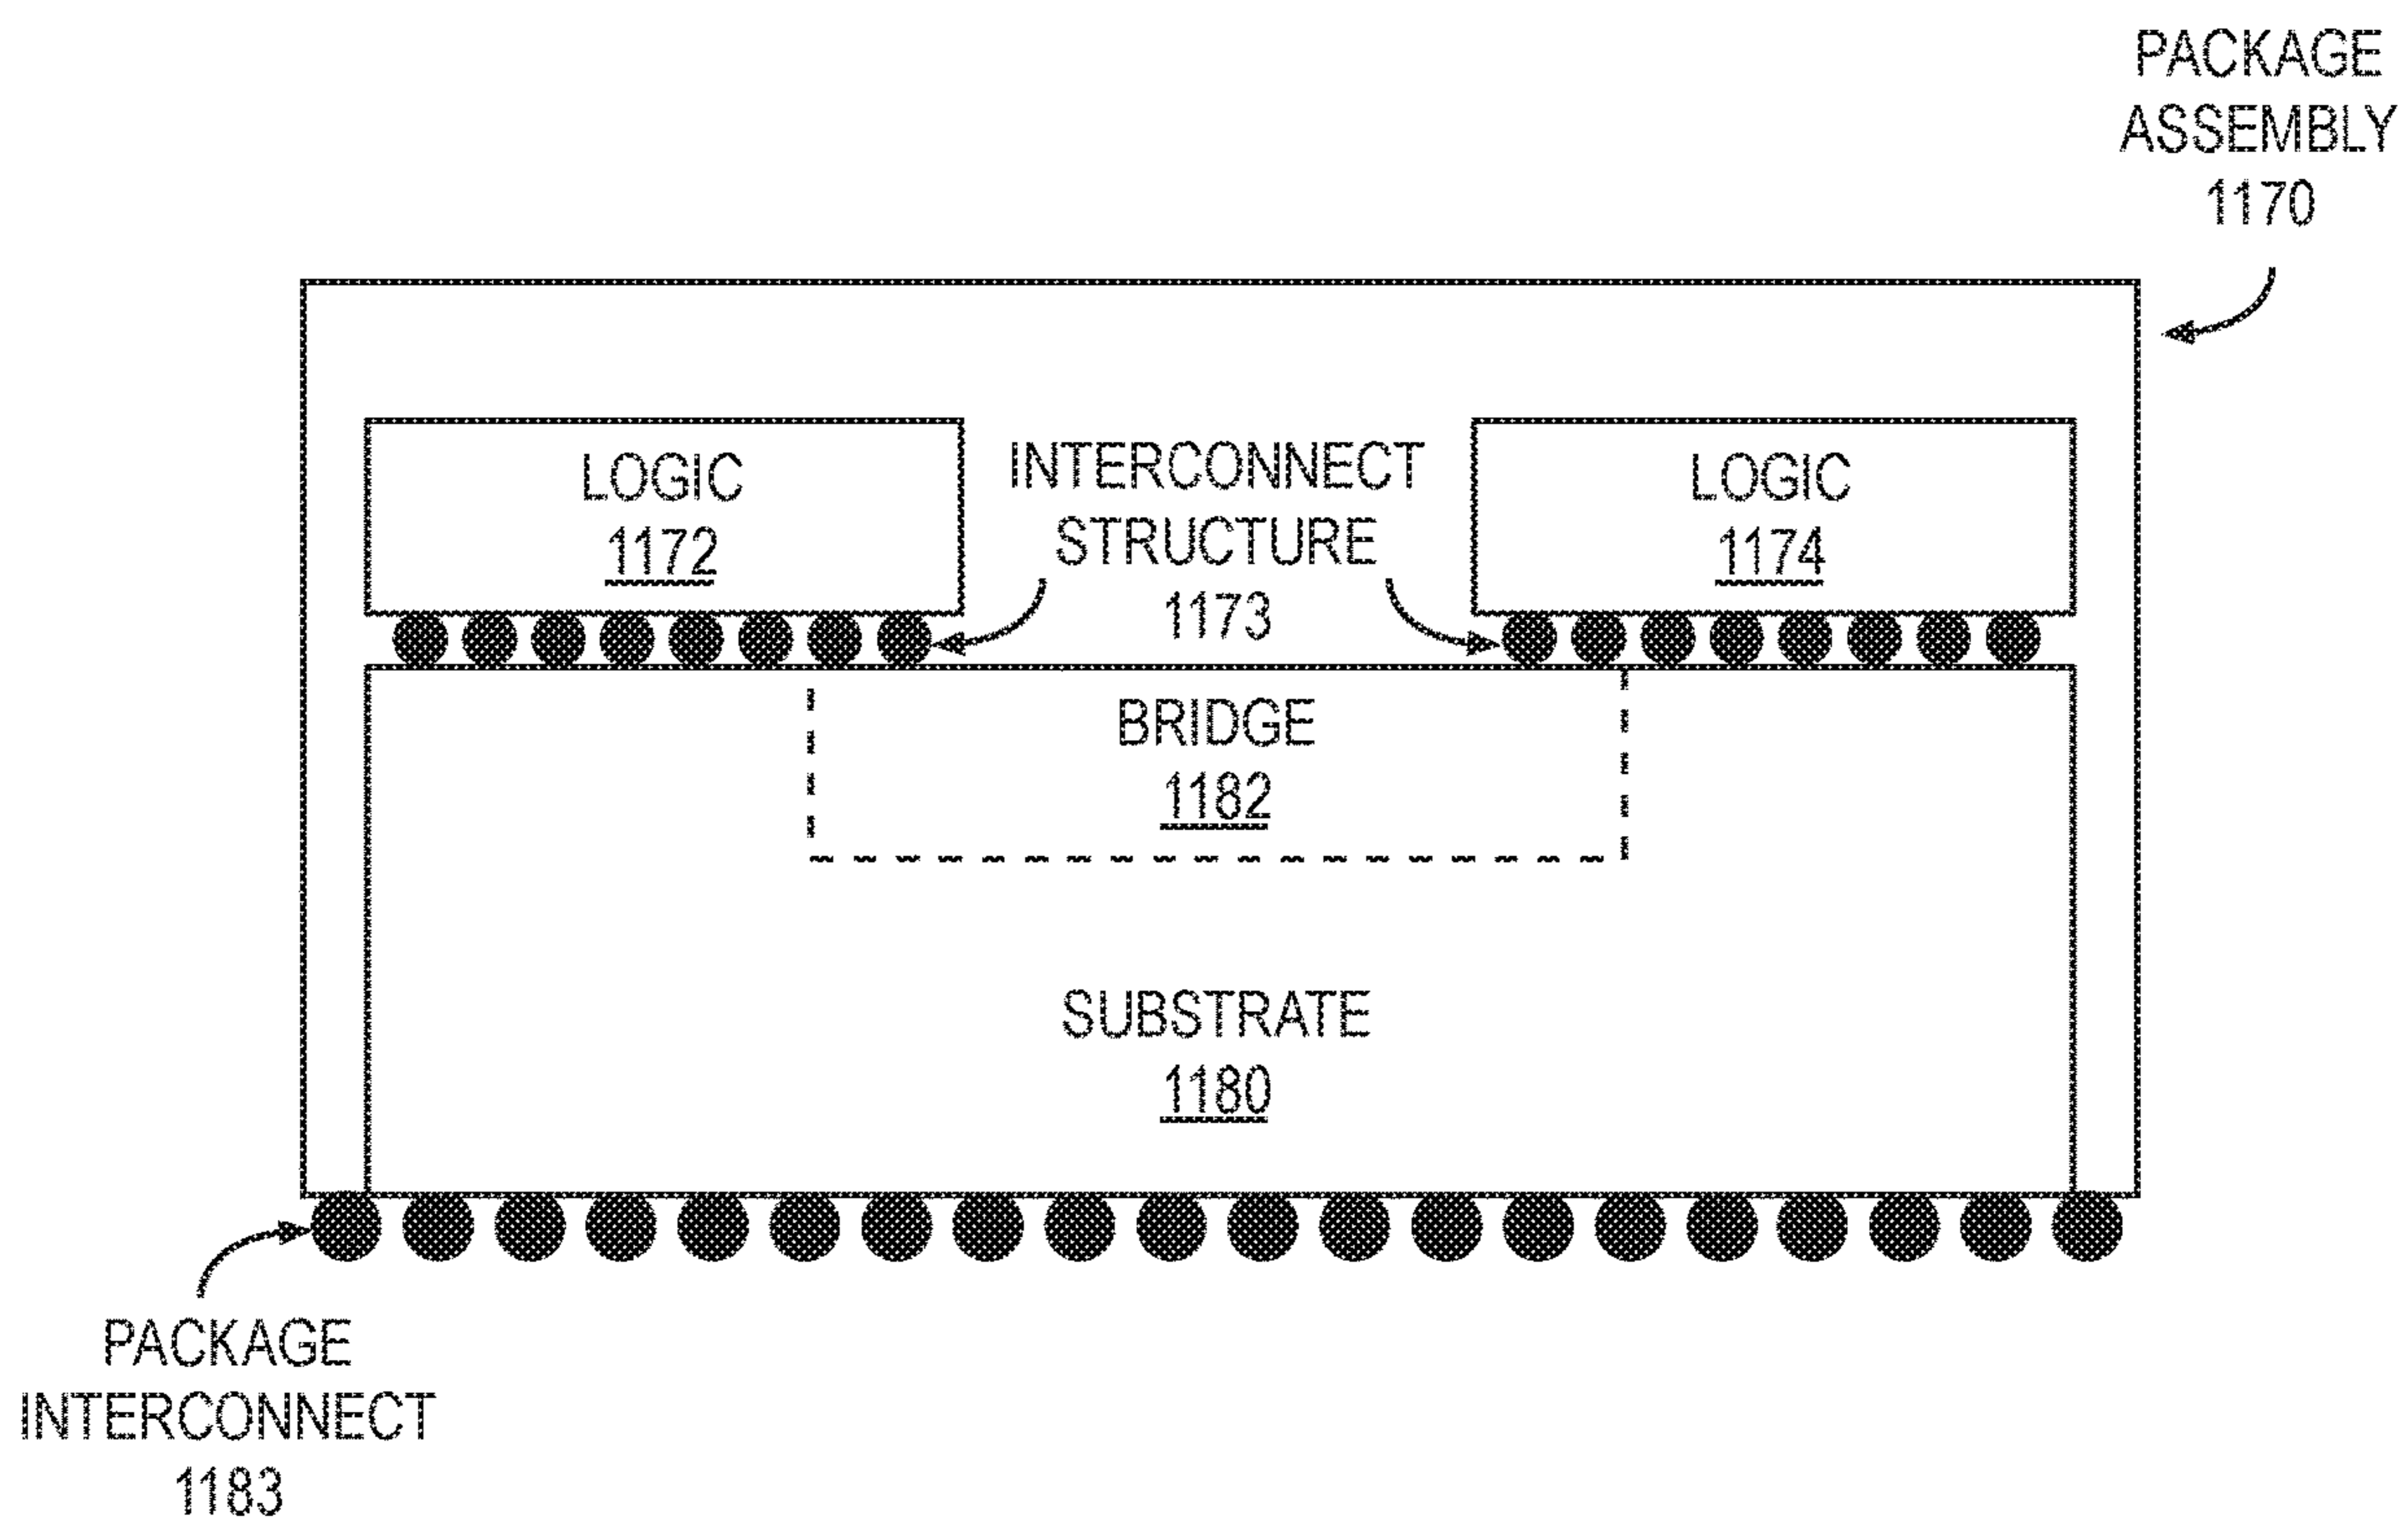 PACKAGE
ASSEMBLY
1170
LOGIC
1172
INTERCONNECT
STRUCTURE
1173
LOGIC
1174
BRIDGE
1182
SUBSTRATE
1180
PACKAGE
INTERCONNECT
1183